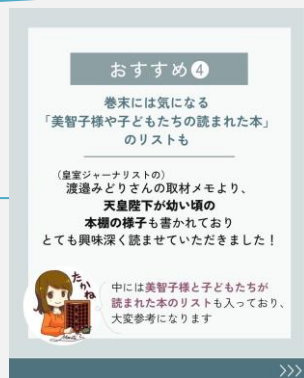 おすすめ❹
巻末には気になる
「美智子様や子どもたちの読まれた本」
のリストも
(皇室ジャーナリストの)
渡邉みどりさんの取材メモより、
天皇陛下が幼い頃の
本棚の様子も書かれており
とても興味深く読ませていただきました！
たかね
中には美智子様と子どもたちが
読まれた本のリストも入っており、
大変参考になります
>>>